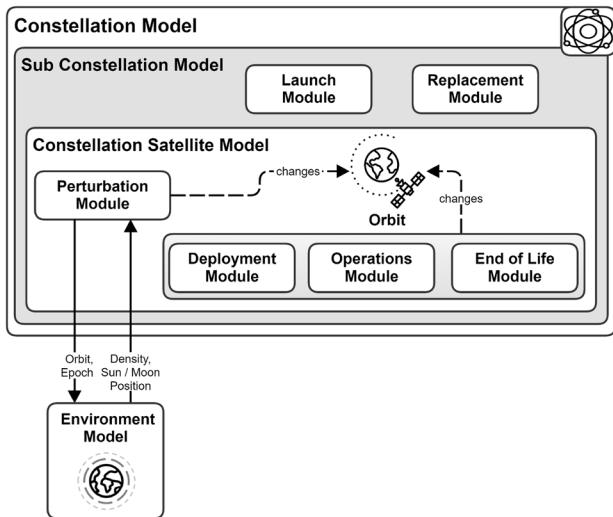 Constellation Model
Sub Constellation Model
Launch
Module
Replacement
Module
Constellation Satellite Model
Perturbation
Module
changes
Orbit
changes
Deployment
Module
Operations
Module
End of Life
Module
Orbit,
Epoch
Density,
Sun / Moon
Position
Environment
Model